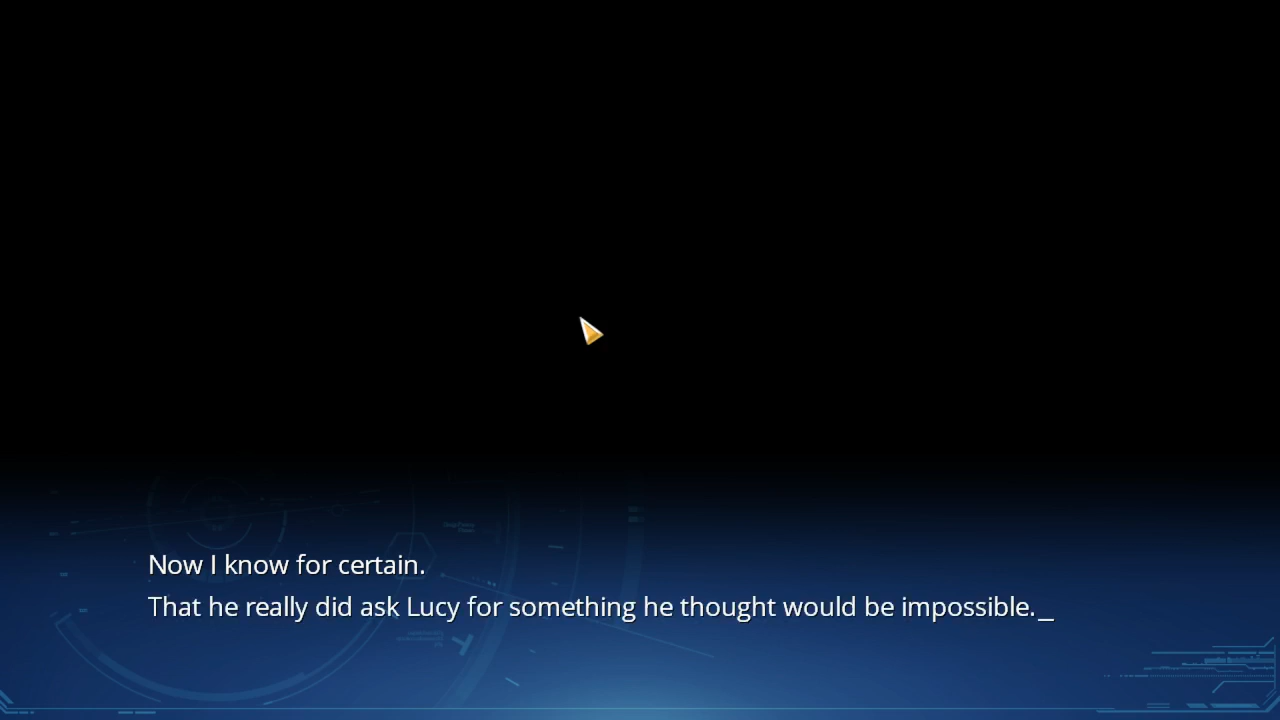 Now I know for certain.
That he really did ask Lucy for something he thought would be impossible._